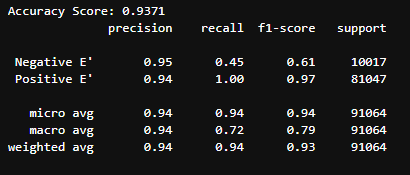 Accuracy Score: 0.9371
precision recall f1-score support
Negative E' 0.95 0.45 0.61 10017
Positive E' 0.94 1.00 0.97 81047
micro avg 0.94 0.94 0.94 91064
macro avg 0.94 0.72 0.79 91064
weighted avg 0.94 0.94 0.93 91064